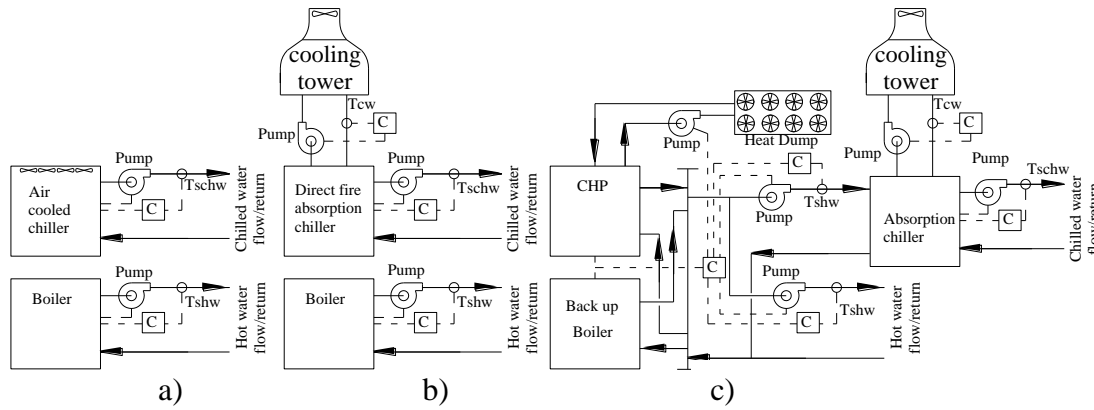 Air
cooled
chiller
Pump
Tschw
C
Chilled water
flow/return
Boiler
Pump
Tshw
C
Hot water
flow/return
a)
cooling
tower
Tcw
C
Pump
Direct fire
absorption
chiller
Pump
Tschw
C
Chilled water
flow/return
Boiler
Pump
Tshw
C
Hot water
flow/return
b)
cooling
tower
Tcw
C
Pump
Heat Dump
Pump
CHP
C
Pump
Tshw
Absorption
chiller
Pump
Tschw
C
Chilled water
flow/return
C
Back up
Boiler
Pump
Tshw
C
Hot water
flow/return
c)